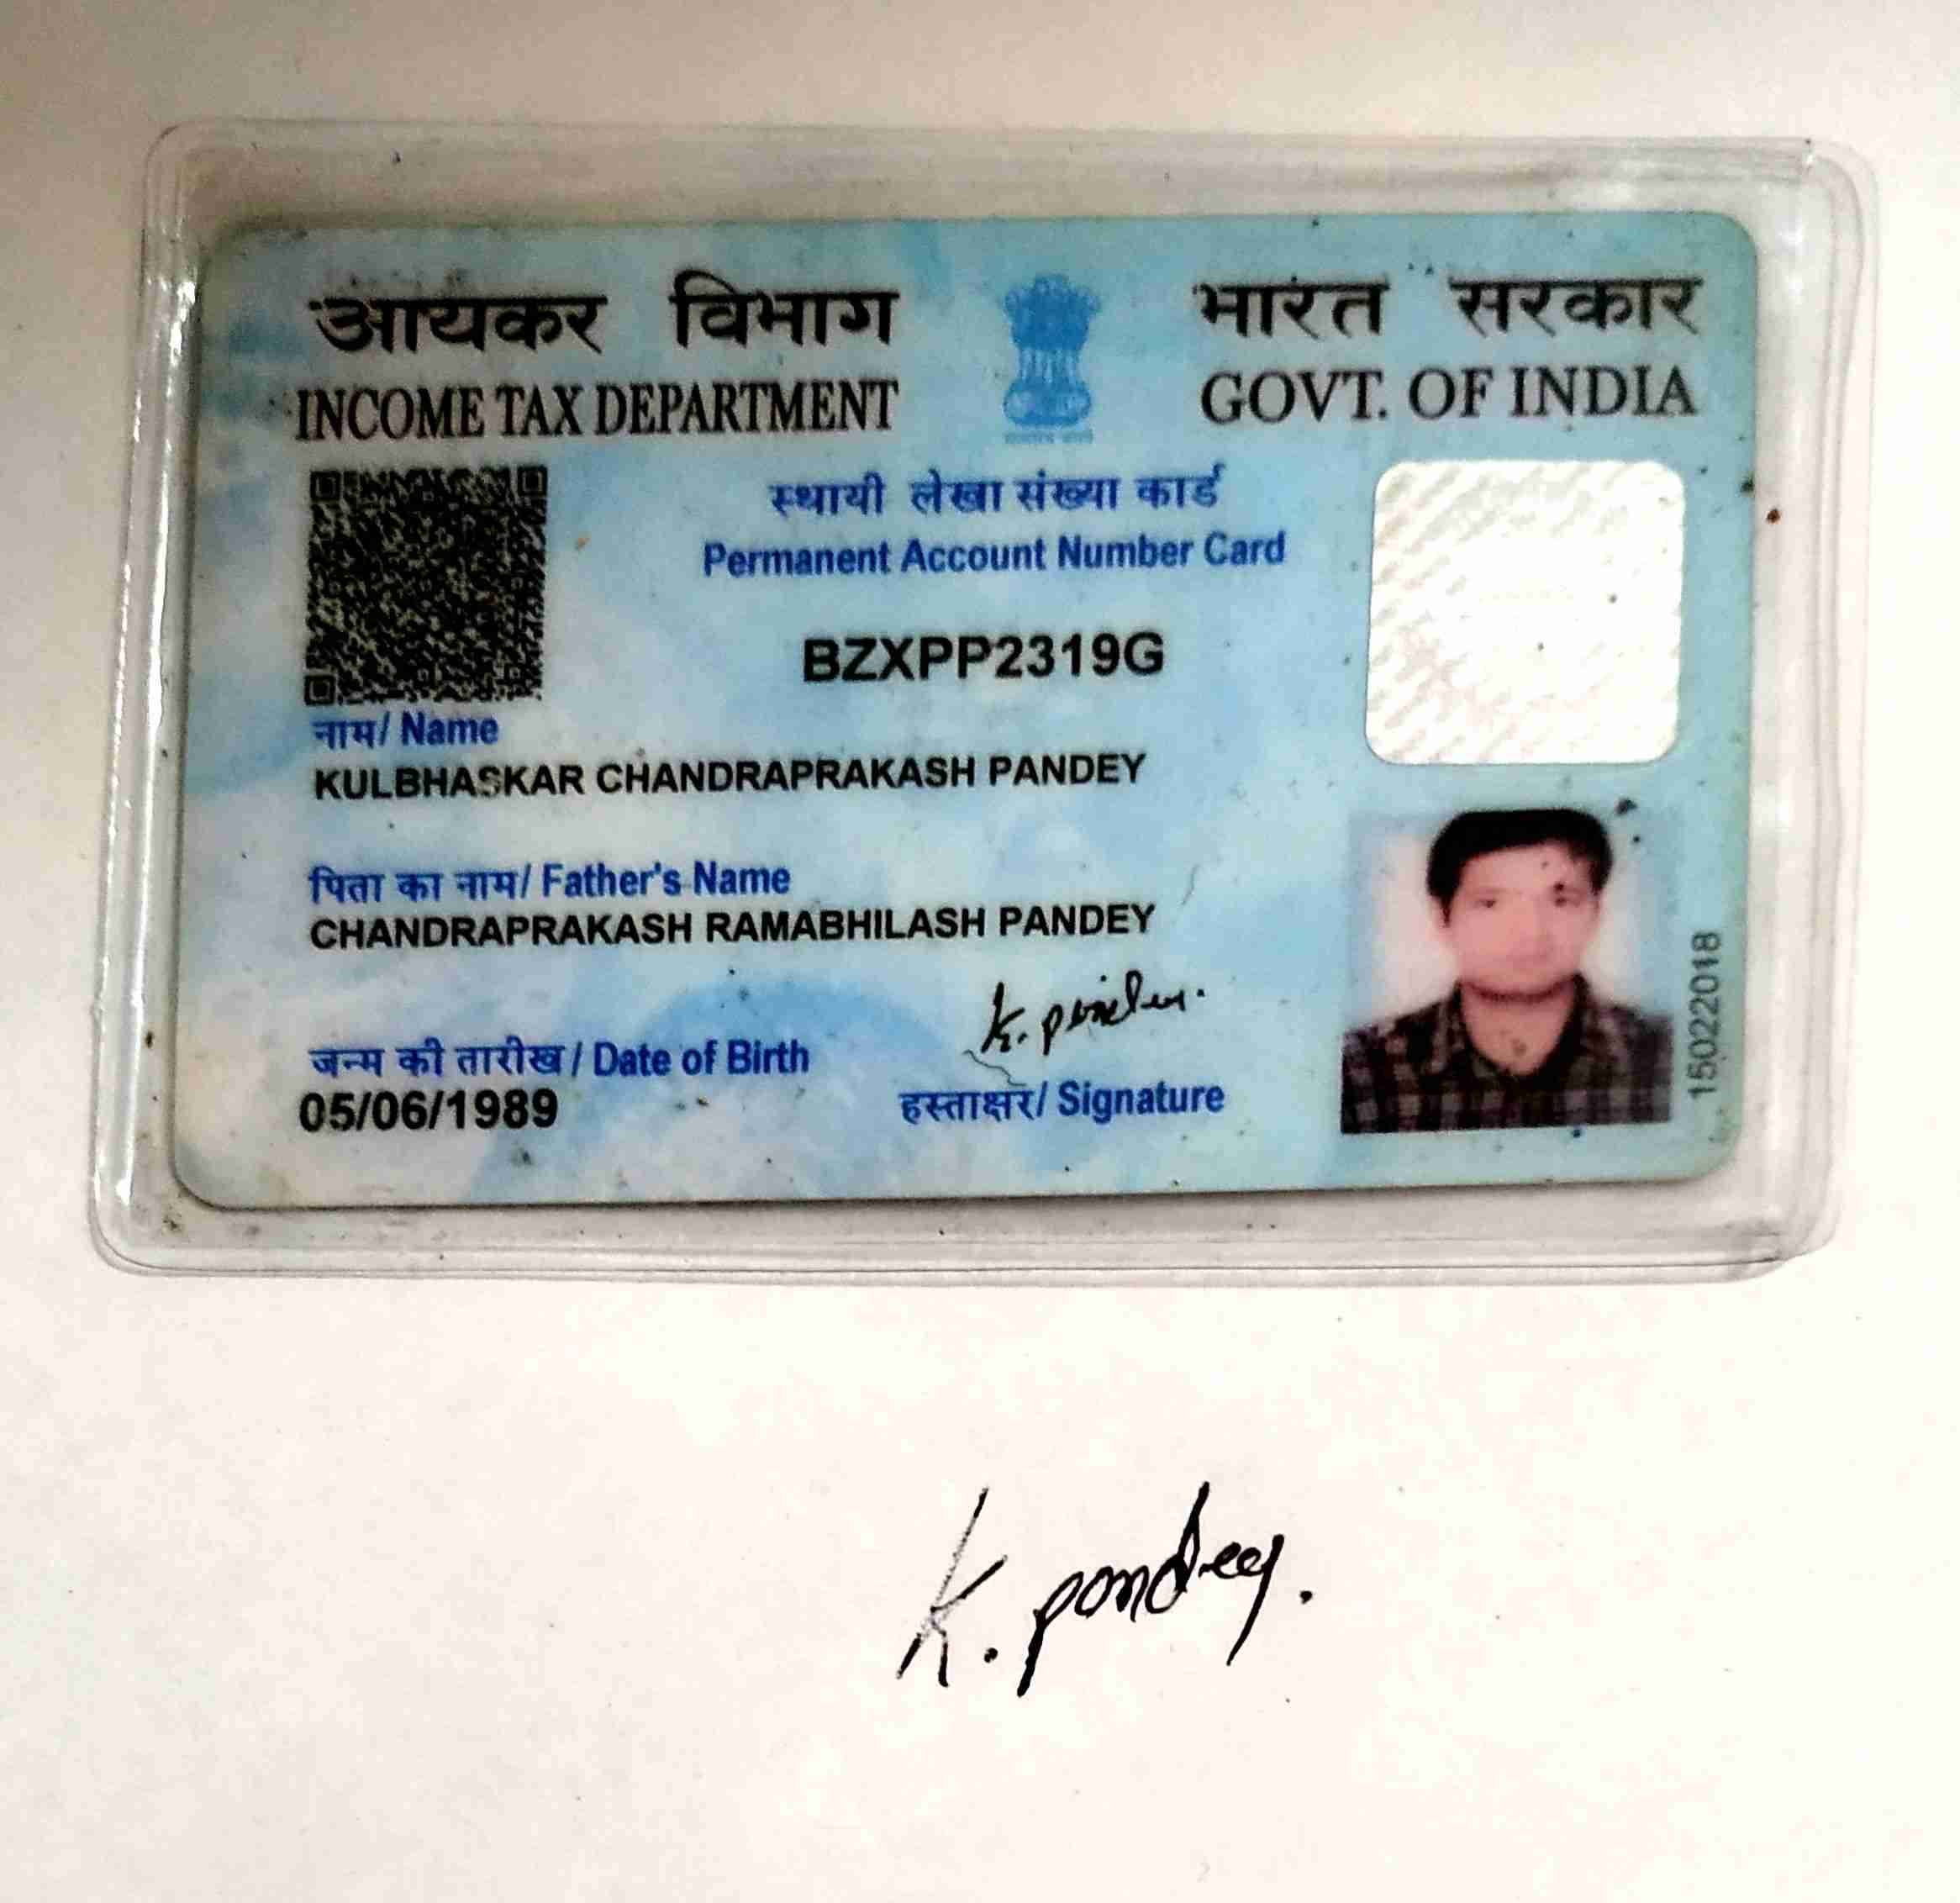 आयकर विभाग
INCOME TAX DEPARTMENT
भारत सरकार
GOVT. OF INDIA
स्थायी लेखा संख्या कार्ड
Permanent Account Number Card
BZXPP2319G
नाम/ Name
KULBHASKAR CHANDRAPRAKASH PANDEY
पिता का नाम/ Father's Name
CHANDRAPRAKASH RAMABHILASH PANDEY
जन्म की तारीख / Date of Birth
05/06/1989
K. pandey.
हस्ताक्षर/ Signature
15022018
K. pandey.